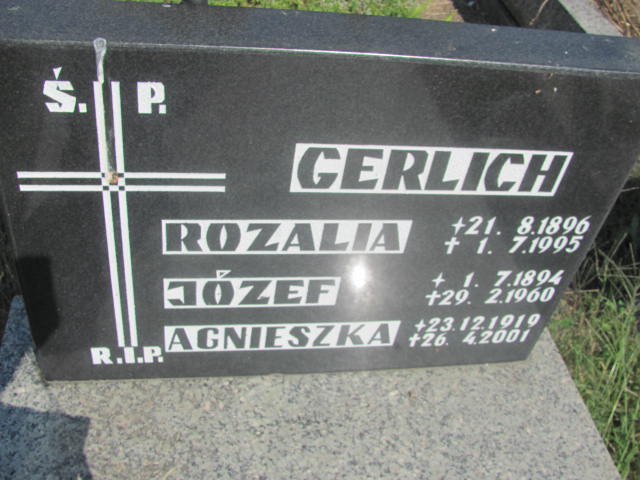 Ś. P.
GERLICH
ROZALIA +21. 8.1896
+ 1. 7.1995
JÓZEF + 1. 7.1894
+29. 2.1960
AGNIESZKA +23.12.1919
+26. 4.2001
R.I.P.